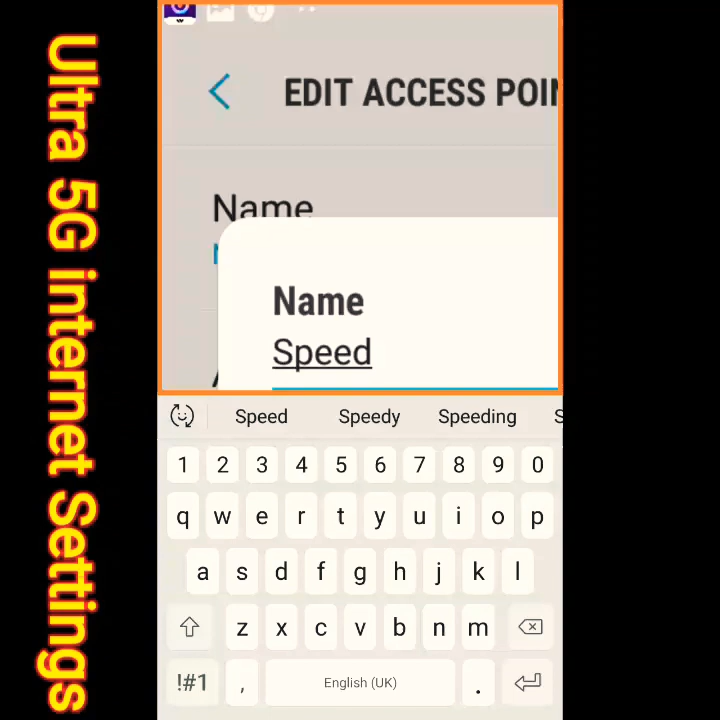 Ultra 5G internet Settings
EDIT ACCESS POIN
Name
Name
Speed
Speed Speedy Speeding S
1 2 3 4 5 6 7 8 9 0
q w e r t y u i o p
a s d f g h j k l
z x c v b n m
!#1 , English (UK) .